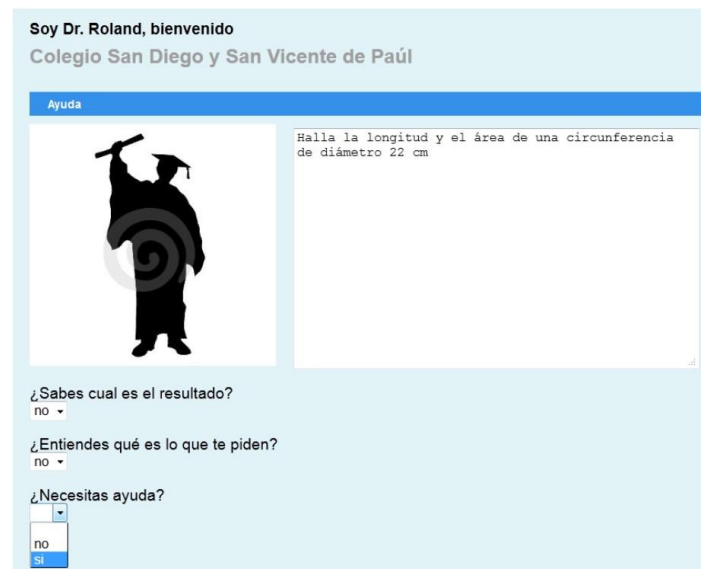 Soy Dr. Roland, bienvenido
Colegio San Diego y San Vicente de Paúl
Ayuda
Halla la longitud y el área de una circunferencia
de diámetro 22 cm
¿Sabes cual es el resultado?
no
¿Entiendes qué es lo que te piden?
no
¿Necesitas ayuda?
no
si